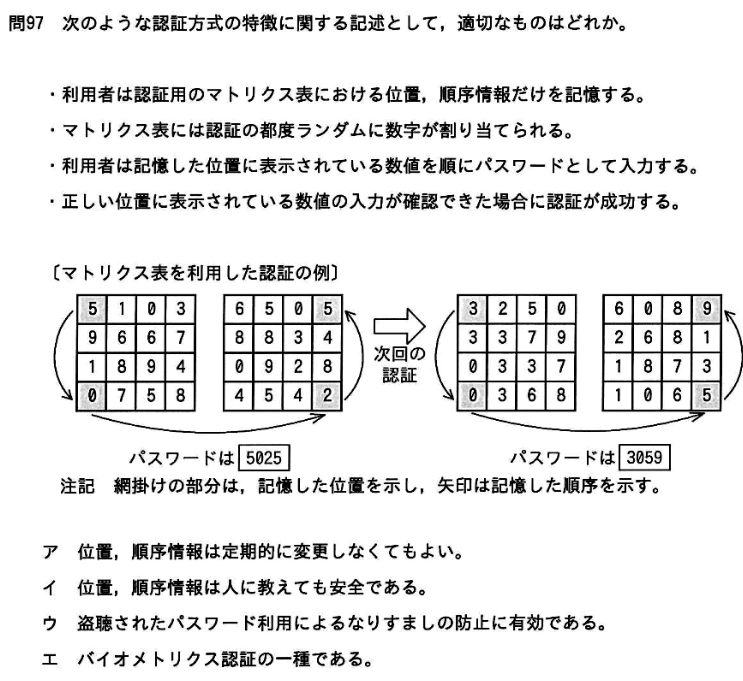 問97 次のような認証方式の特徴に関する記述として，適切なものはどれか。
・利用者は認証用のマトリクス表における位置，順序情報だけを記憶する。
・マトリクス表には認証の都度ランダムに数字が割り当てられる。
・利用者は記憶した位置に表示されている数値を順にパスワードとして入力する。
・正しい位置に表示されている数値の入力が確認できた場合に認証が成功する。
〔マトリクス表を利用した認証の例〕
5 1 0 3 6 5 0 5 3 2 5 0 6 0 8 9
9 6 6 7 8 8 3 4 3 3 7 9 2 6 8 1
1 8 9 4 0 9 2 8 0 3 3 7 1 8 7 3
0 7 5 8 4 5 4 2 0 3 6 8 1 0 6 5
次回の
認証
パスワードは 5025 パスワードは 3059
注記 網掛けの部分は，記憶した位置を示し，矢印は記憶した順序を示す。
ア 位置，順序情報は定期的に変更しなくてもよい。
イ 位置，順序情報は人に教えても安全である。
ウ 盗聴されたパスワード利用によるなりすましの防止に有効である。
エ バイオメトリクス認証の一種である。